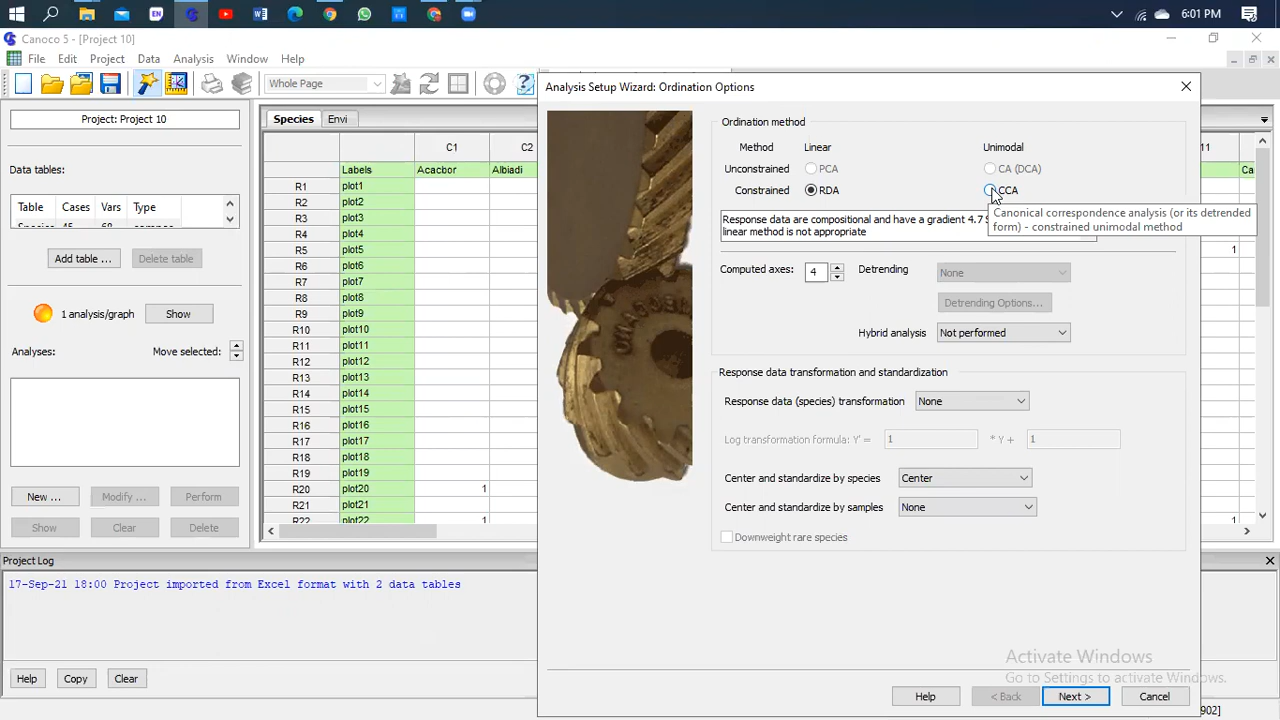 EN
6:01 PM
Canoco 5 - [Project 10]
File Edit Project Data Analysis Window Help
Whole Page
Project: Project 10
Data tables:
Table Cases Vars Type
Add table ... Delete table
1 analysis/graph Show
Analyses: Move selected:
New ... Modify ... Perform
Show Clear Delete
Species Envi
C1 C2
Labels Acacbor Albiadi
R1 plot1
R2 plot2
R3 plot3
R4 plot4
R5 plot5
R6 plot6
R7 plot7
R8 plot8
R9 plot9
R10 plot10
R11 plot11
R12 plot12
R13 plot13
R14 plot14
R15 plot15
R16 plot16
R17 plot17
R18 plot18
R19 plot19
R20 plot20 1
R21 plot21
R22 plot22 1
11
Ca
1
1
Analysis Setup Wizard: Ordination Options
Ordination method
Method Linear Unimodal
Unconstrained PCA CA (DCA)
Constrained RDA CCA
Response data are compositional and have a gradient 4.7
linear method is not appropriate
Canonical correspondence analysis (or its detrended
form) - constrained unimodal method
Computed axes: 4 Detrending None
Detrending Options...
Hybrid analysis Not performed
Response data transformation and standardization
Response data (species) transformation None
Log transformation formula: Y' = 1 * Y + 1
Center and standardize by species Center
Center and standardize by samples None
Downweight rare species
Help < Back Next > Cancel
Project Log
17-Sep-21 18:00 Project imported from Excel format with 2 data tables
Help Copy Clear
Activate Windows
Go to Settings to activate Windows.
902]